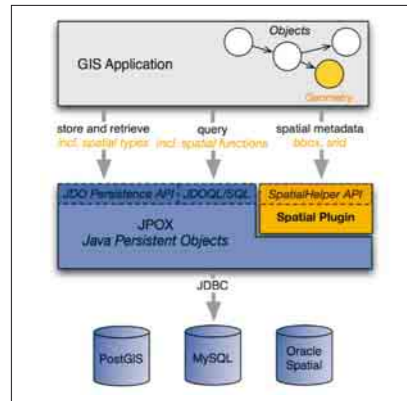 Objects
GIS Application
Geometry
store and retrieve
incl. spatial types
query
incl. spatial functions
spatial metadata
bbox, srid
JDO Persistence API
JDOQL/SQL
SpatialHelper API
Spatial Plugin
JPOX
Java Persistent Objects
JDBC
PostGIS
MySQL
Oracle
Spatial